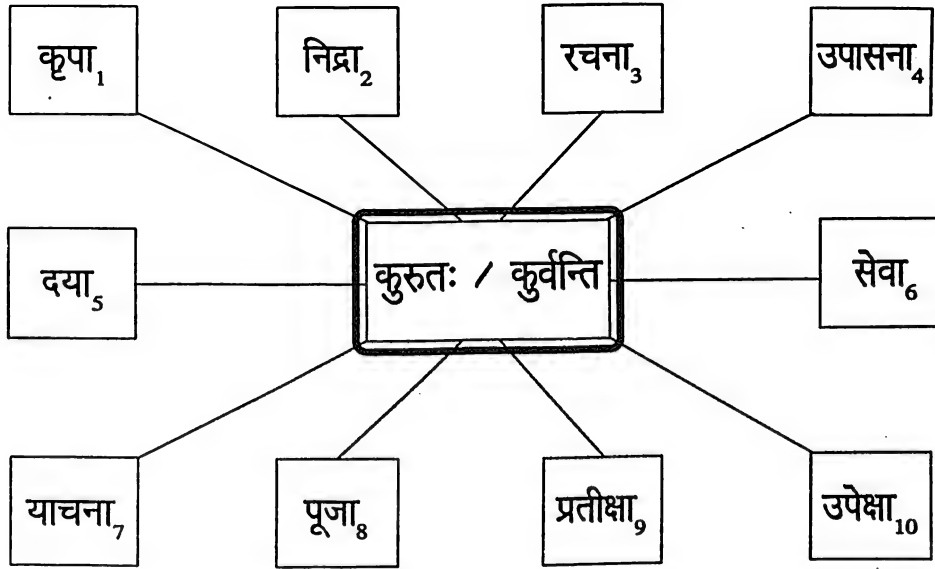 कृपा₁ निद्रा₂ रचना₃ उपासना₄
दया₅ कुरुतः / कुर्वन्ति सेवा₆
याचना₇ पूजा₈ प्रतीक्षा₉ उपेक्षा₁₀